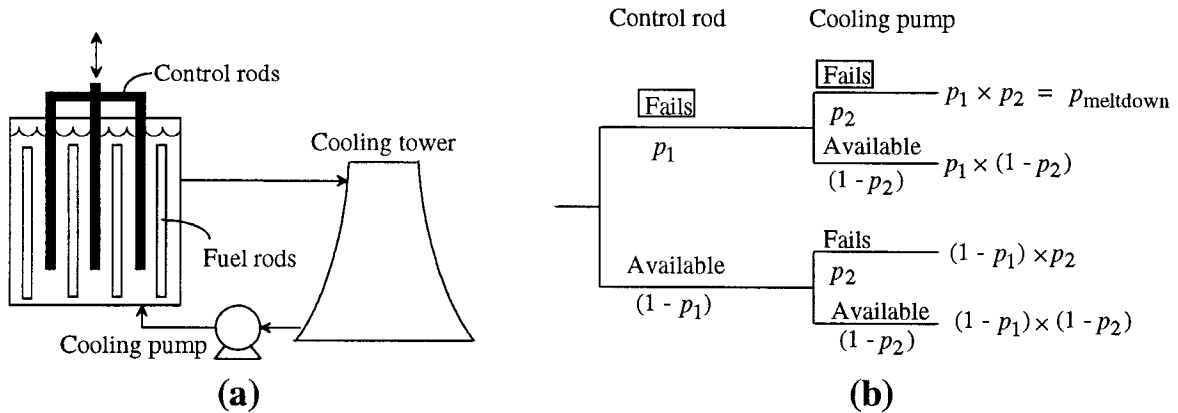 Control rods
Cooling tower
Fuel rods
Cooling pump
(a)
Control rod
Cooling pump
Fails
p1
Fails
p2
p1 × p2 = pmeltdown
Available
(1 - p2)
p1 × (1 - p2)
Available
(1 - p1)
Fails
p2
(1 - p1) × p2
Available
(1 - p2)
(1 - p1) × (1 - p2)
(b)